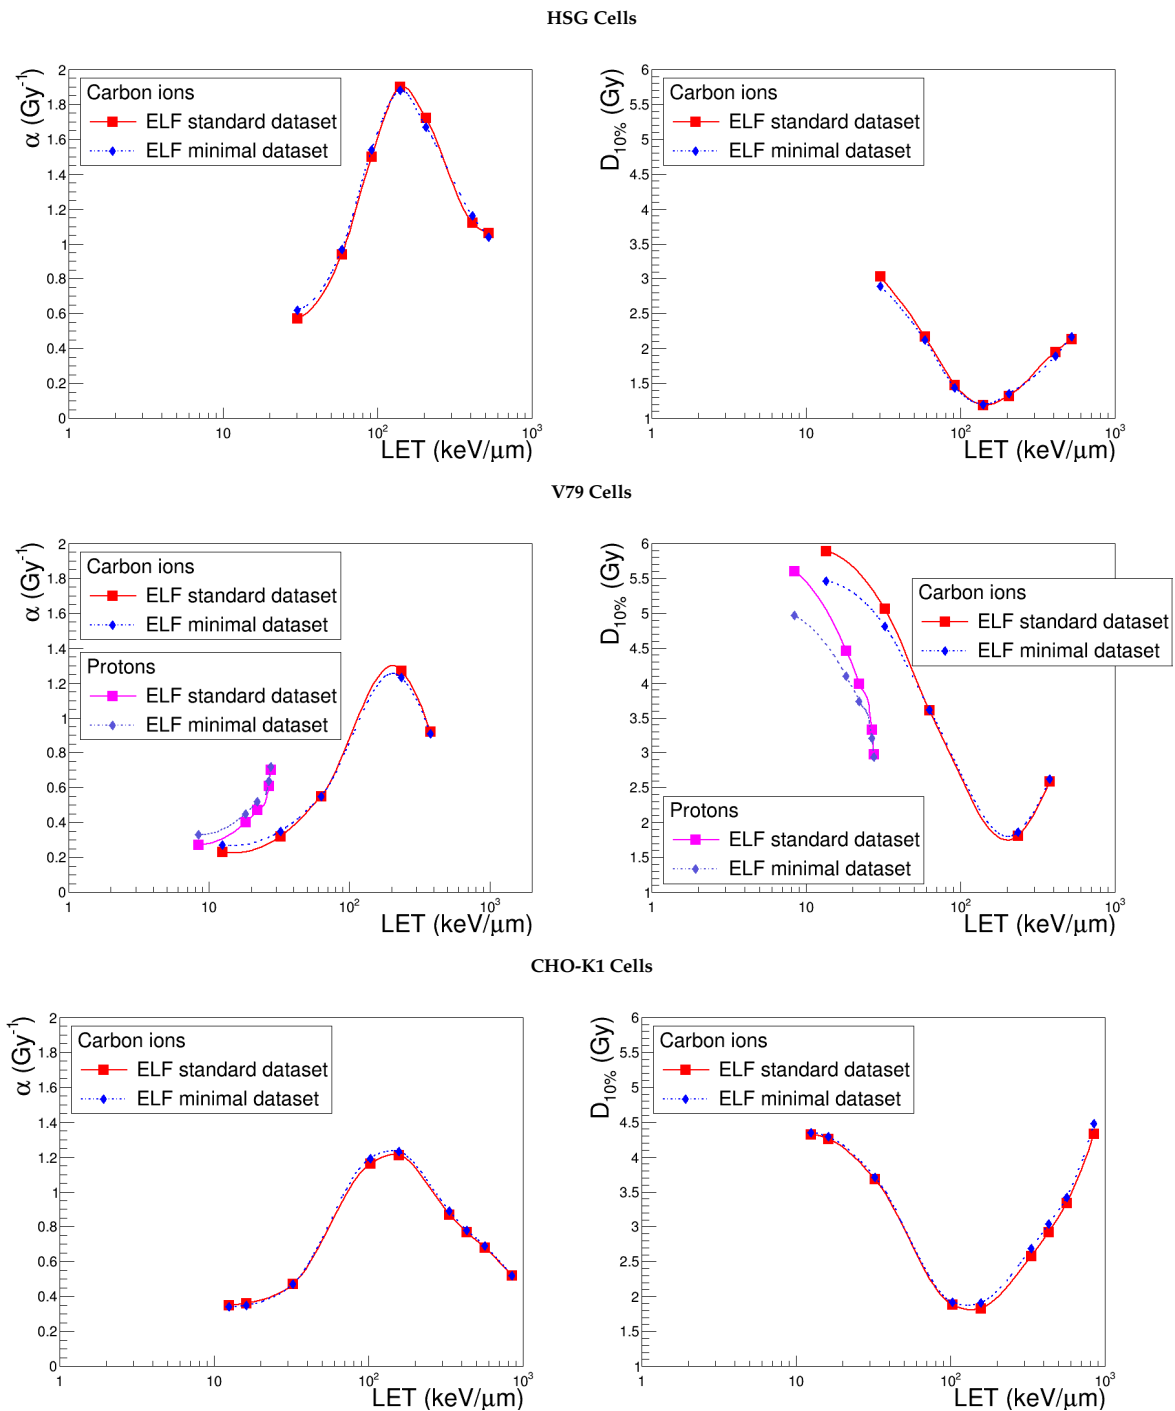 HSG Cells
α (Gy⁻¹)
2
1.8
1.6
1.4
1.2
1
0.8
0.6
0.4
0.2
0
Carbon ions
ELF standard dataset
ELF minimal dataset
1
10
10²
10³
LET (keV/μm)
D10% (Gy)
6
5.5
5
4.5
4
3.5
3
2.5
2
1.5
1
Carbon ions
ELF standard dataset
ELF minimal dataset
1
10
10²
10³
LET (keV/μm)
V79 Cells
α (Gy⁻¹)
2
1.8
1.6
1.4
1.2
1
0.8
0.6
0.4
0.2
0
Carbon ions
ELF standard dataset
ELF minimal dataset
Protons
ELF standard dataset
ELF minimal dataset
1
10
10²
10³
LET (keV/μm)
D10% (Gy)
6
5.5
5
4.5
4
3.5
3
2.5
2
1.5
1
Carbon ions
ELF standard dataset
ELF minimal dataset
Protons
ELF standard dataset
ELF minimal dataset
1
10
10²
10³
LET (keV/μm)
CHO-K1 Cells
α (Gy⁻¹)
2
1.8
1.6
1.4
1.2
1
0.8
0.6
0.4
0.2
0
Carbon ions
ELF standard dataset
ELF minimal dataset
1
10
10²
10³
LET (keV/μm)
D10% (Gy)
6
5.5
5
4.5
4
3.5
3
2.5
2
1.5
1
Carbon ions
ELF standard dataset
ELF minimal dataset
1
10
10²
10³
LET (keV/μm)